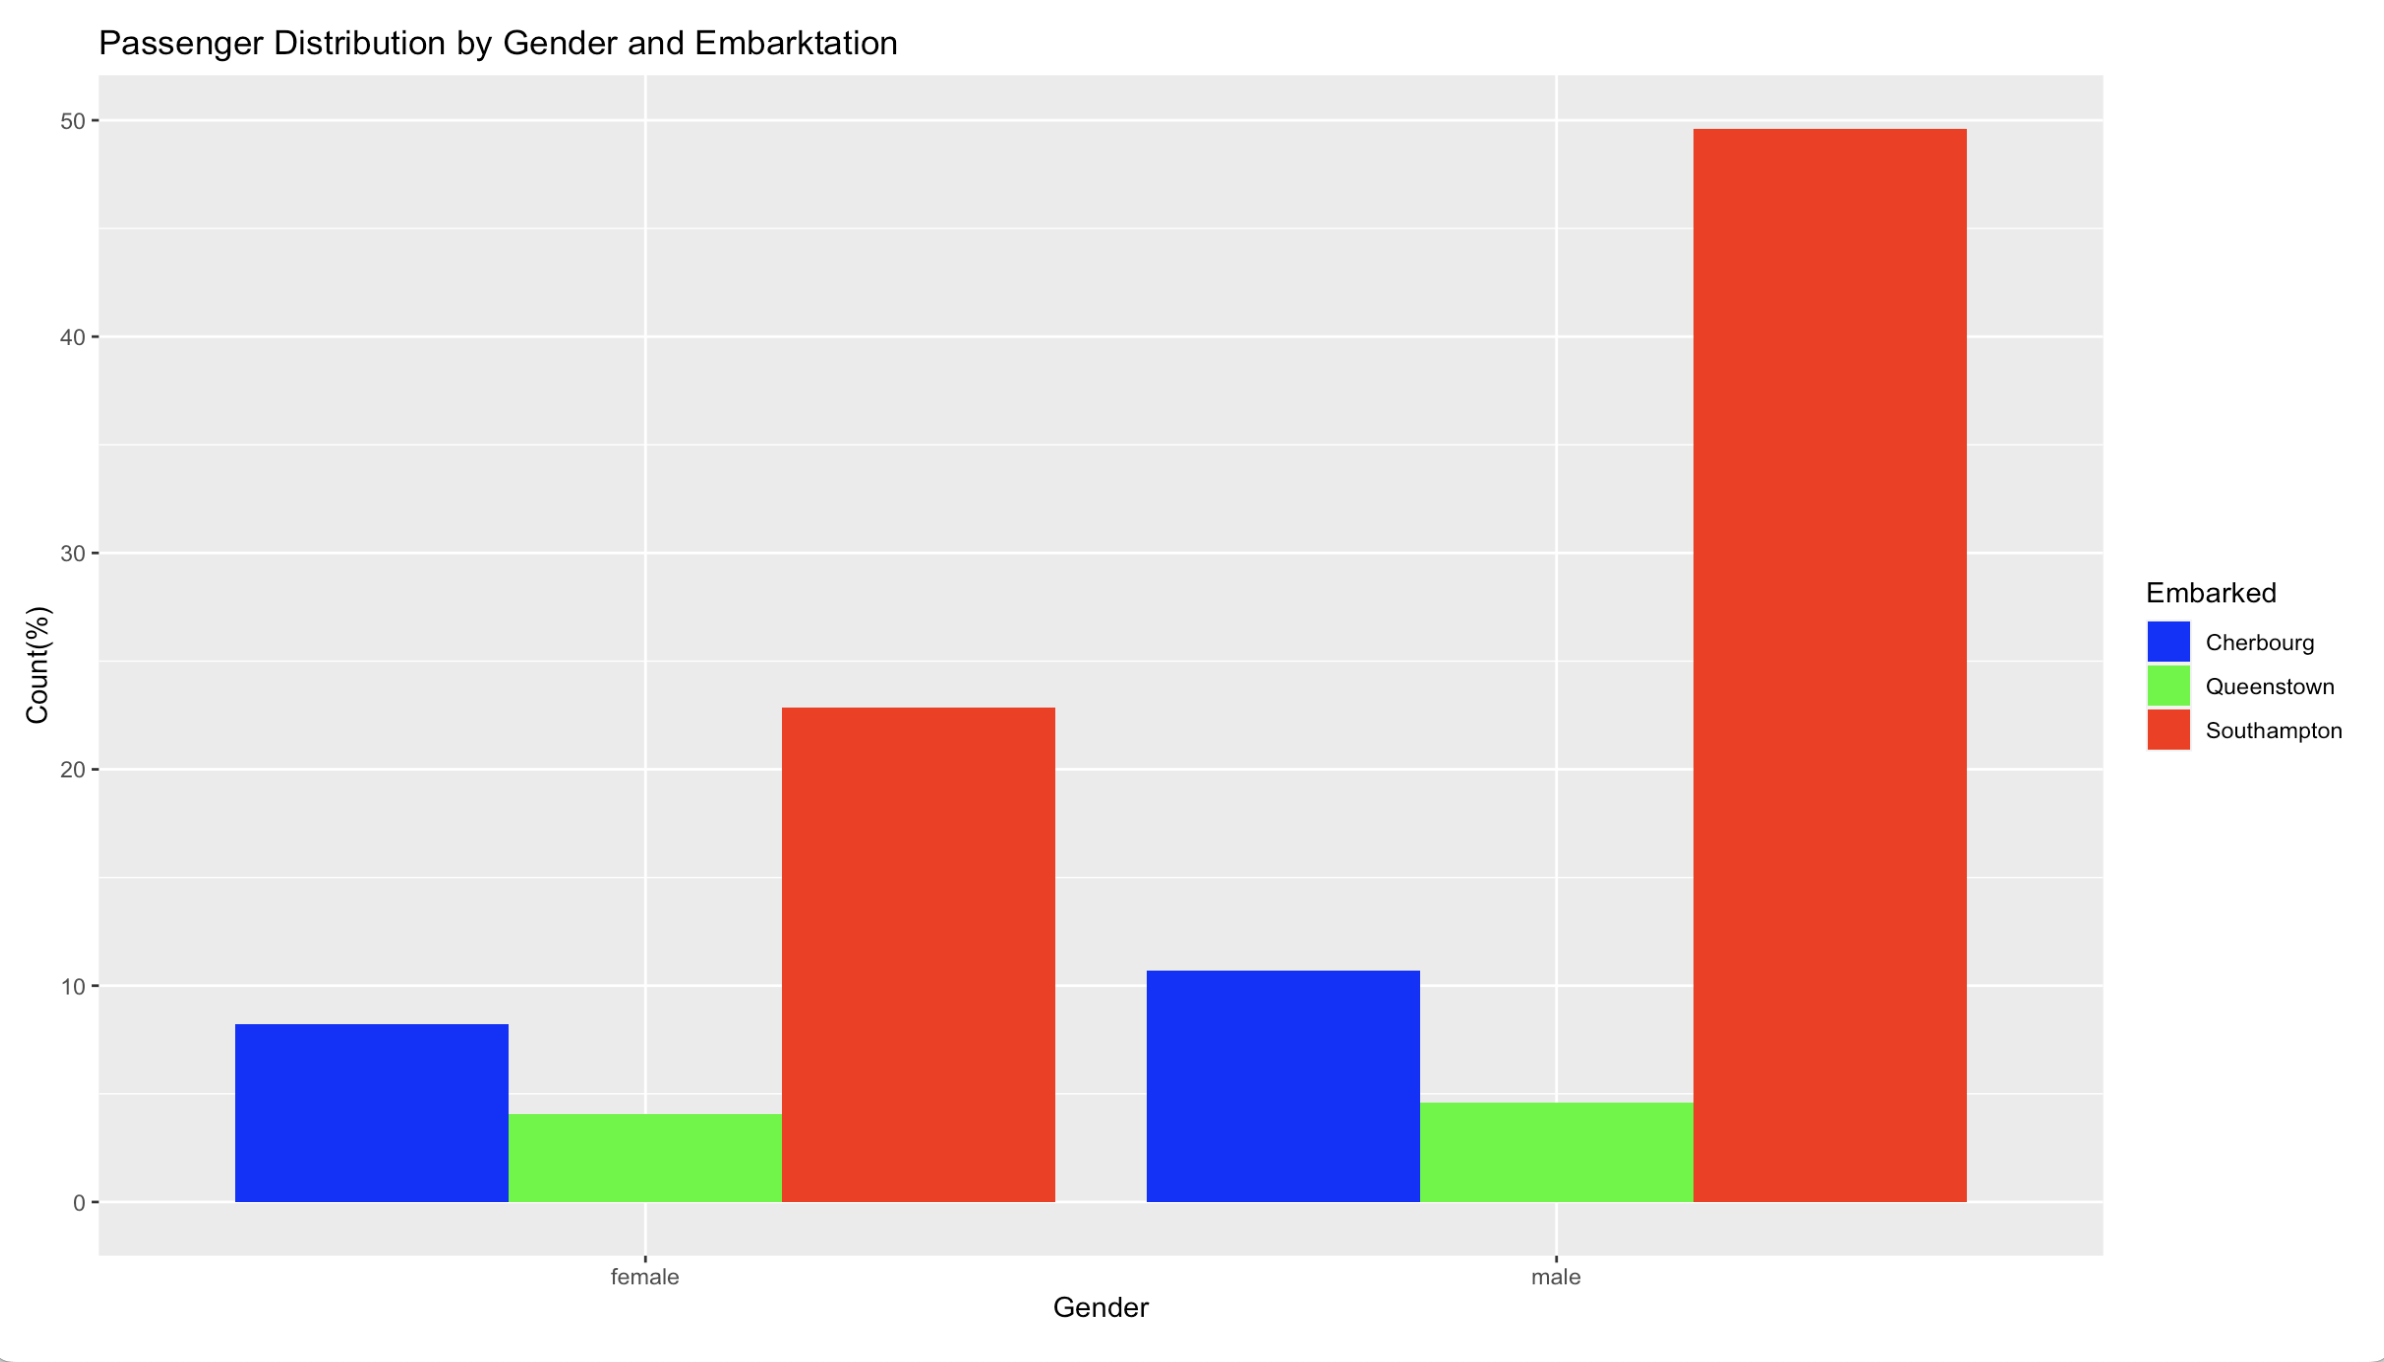 Passenger Distribution by Gender and Embarktation
50
40
30
20
10
0
Count(%)
female
male
Gender
Embarked
Cherbourg
Queenstown
Southampton